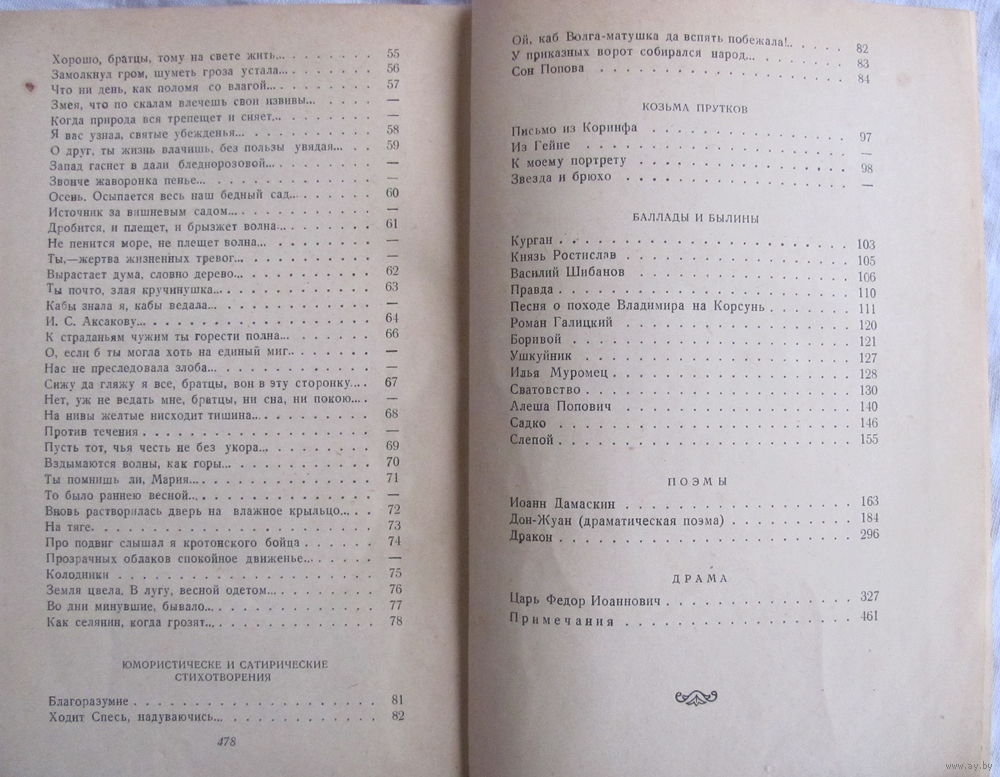 Хорошо, братцы, тому на свете жить... 55
Замолкнул гром, шуметь гроза устала... 56
Что ни день, как поломя со влагой... 57
Змея, что по скалам влечешь свои извивы... —
Когда природа вся трепещет и сияет... —
Я вас узнал, святые убежденья... 58
О друг, ты жизнь влачишь, без пользы увядая... 59
Запад гаснет в дали бледнорозовой... —
Звонче жаворонка пенье... —
Осень. Осыпается весь наш бедный сад... 60
Источник за вишневым садом... —
Дробится, и плещет, и брызжет волна... 61
Не пенится море, не плещет волна... —
Ты,—жертва жизненных тревог... —
Вырастает дума, словно дерево... 62
Ты почто, злая кручинушка... 63
Кабы знала я, кабы ведала... —
И. С. Аксакову... 64
К страданьям чужим ты горести полна... 66
О, если б ты могла хоть на единый миг.. —
Нас не преследовала злоба... —
Сижу да гляжу я все, братцы, вон в эту сторонку... 67
Нет, уж не ведать мне, братцы, ни сна, ни покою... —
На нивы желтые нисходит тишина... 68
Против течения —
Пусть тот, чья честь не без укора... 69
Вздымаются волны, как горы... 70
Ты помнишь ли, Мария... 71
То было раннею весной... —
Вновь растворилась дверь на влажное крыльцо... 72
На тяге. 73
Про подвиг слышал я кротонского бойца 74
Прозрачных облаков спокойное движенье... —
Колодники 75
Земля цвела. В лугу, весной одетом... 76
Во дни минувшие, бывало... 77
Как селянин, когда грозят... 78
ЮМОРИСТИЧЕСКЕ И САТИРИЧЕСКИЕ
СТИХОТВОРЕНИЯ
Благоразумие 81
Ходит Спесь, надуваючись... 82
478
Ой, каб Волга-матушка да вспять побежала!.. 82
У приказных ворот собирался народ... 83
Сон Попова 84
КОЗЬМА ПРУТКОВ
Письмо из Коринфа 97
Из Гейне —
К моему портрету 98
Звезда и брюхо —
БАЛЛАДЫ И БЫЛИНЫ
Курган 103
Князь Ростислав 105
Василий Шибанов 106
Правда 110
Песня о походе Владимира на Корсунь 111
Роман Галицкий 120
Боривой 121
Ушкуйник 127
Илья Муромец 128
Сватовство 130
Алеша Попович 140
Садко 146
Слепой 155
ПОЭМЫ
Иоанн Дамаскин 163
Дон-Жуан (драматическая поэма) 184
Дракон 296
ДРАМА
Царь Федор Иоаннович 327
Примечания 461
www.ay.by